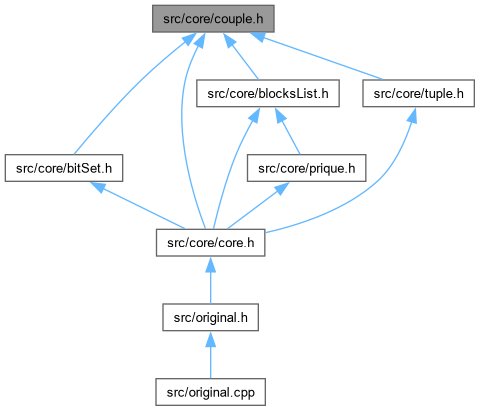 src/core/couple.h
src/core/blocksList.h
src/core/tuple.h
src/core/bitSet.h
src/core/prique.h
src/core/core.h
src/original.h
src/original.cpp